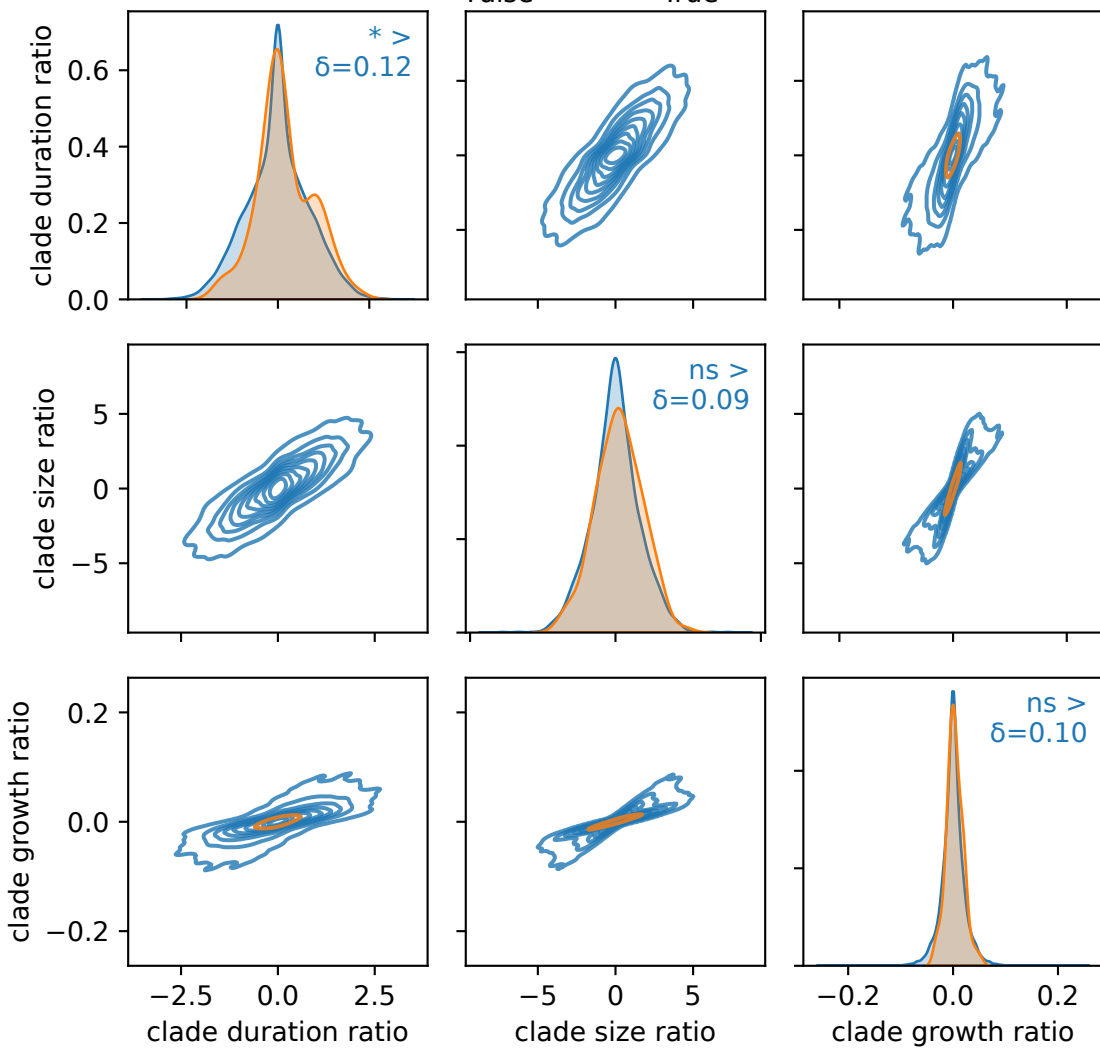 clade duration ratio
0.6
0.4
0.2
0.0
* >
δ=0.12
clade size ratio
5
0
−5
ns >
δ=0.09
clade growth ratio
0.2
0.0
−0.2
ns >
δ=0.10
−2.5 0.0 2.5
−5 0 5
−0.2 0.0 0.2
clade duration ratio
clade size ratio
clade growth ratio